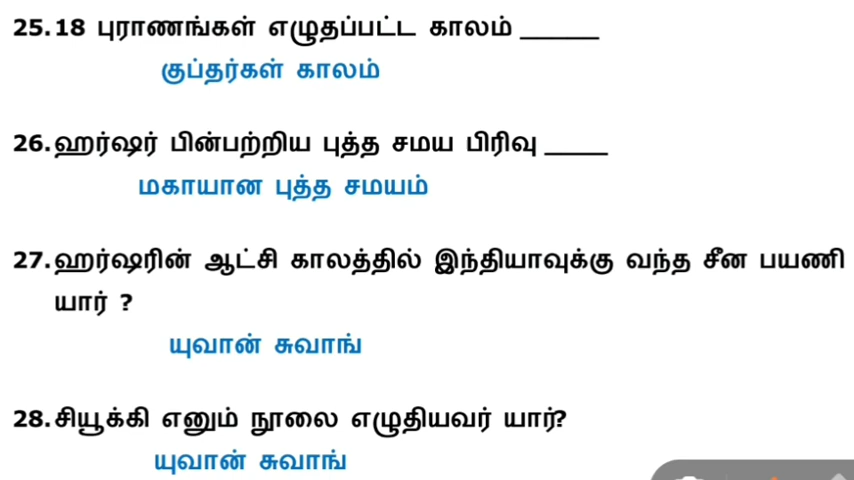 25.18 புராணங்கள் எழுதப்பட்ட காலம் ______
குப்தர்கள் காலம்
26.ஹர்ஷர் பின்பற்றிய புத்த சமய பிரிவு _____
மகாயான புத்த சமயம்
27.ஹர்ஷரின் ஆட்சி காலத்தில் இந்தியாவுக்கு வந்த சீன பயணி
யார் ?
யுவான் சுவாங்
28.சியூக்கி எனும் நூலை எழுதியவர் யார்?
யுவான் சுவாங்